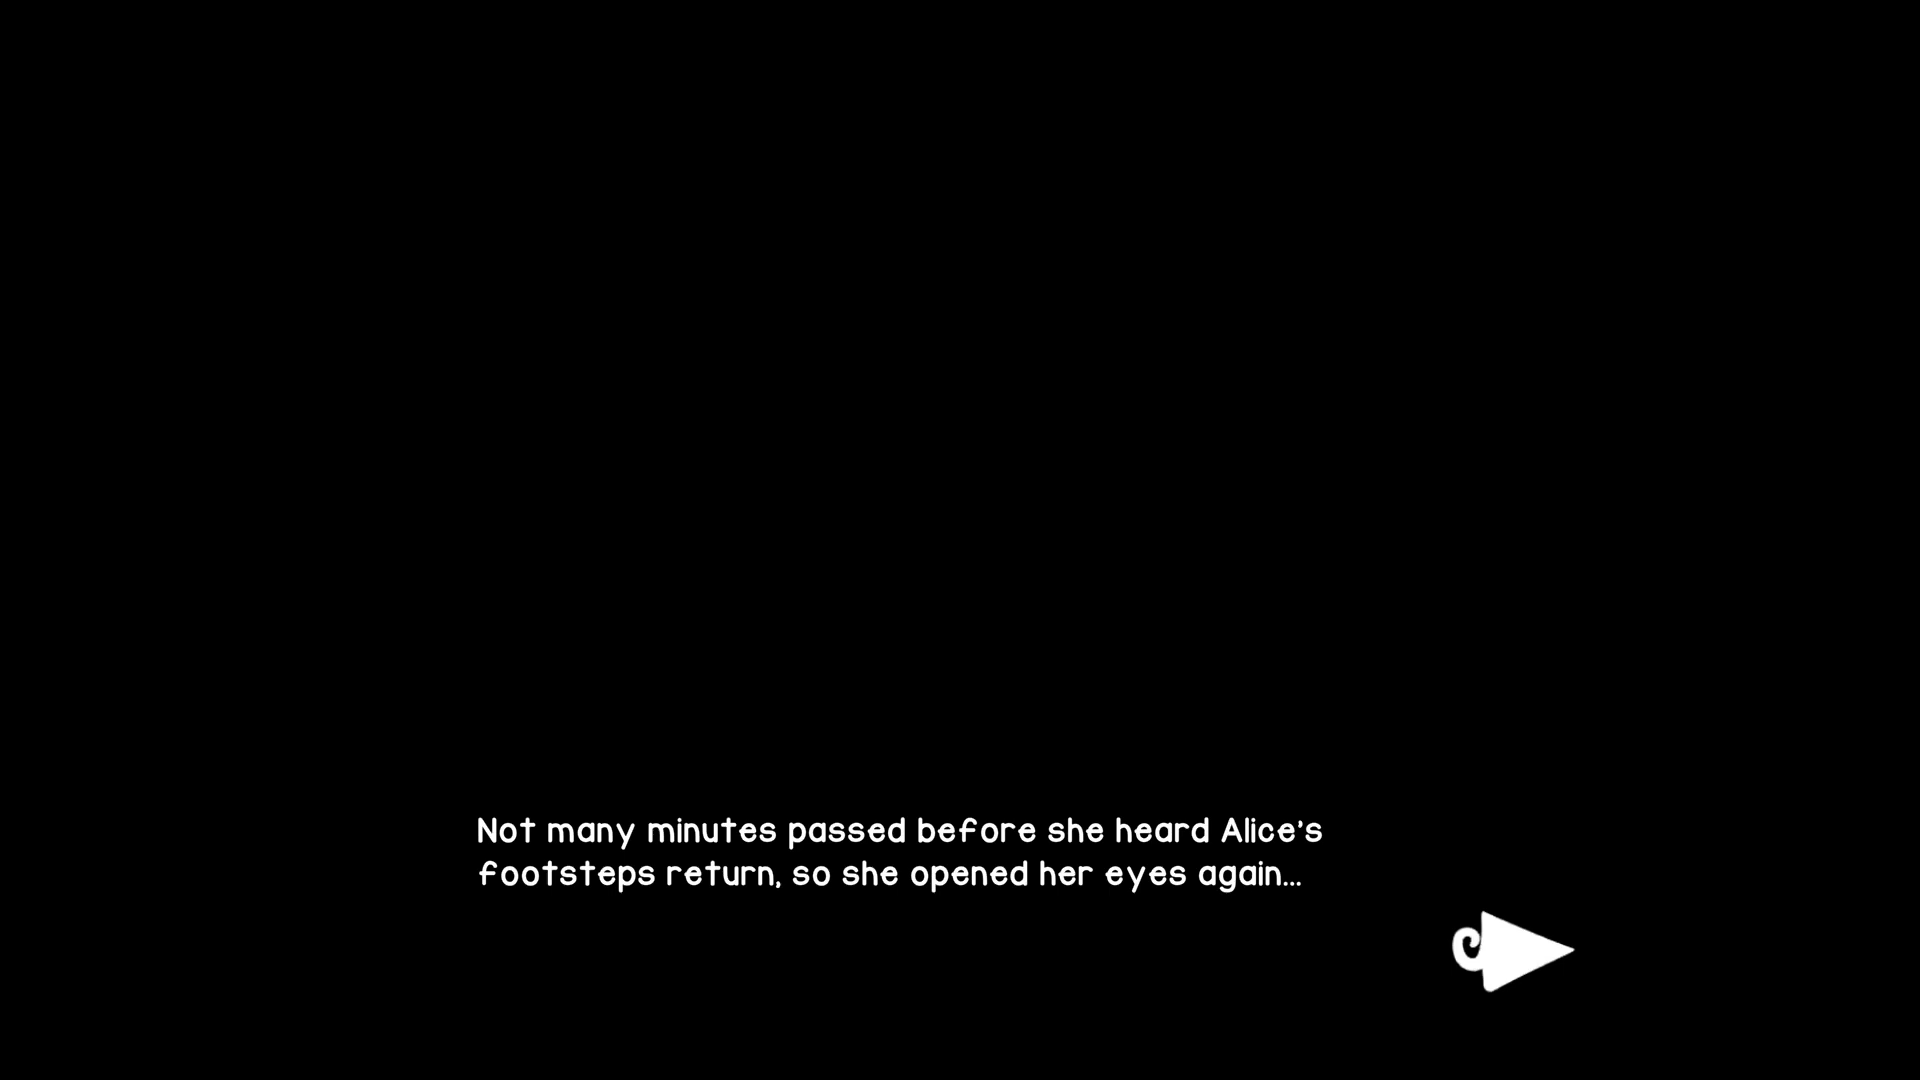 Not many minutes passed before she heard Alice's
footsteps return, so she opened her eyes again...